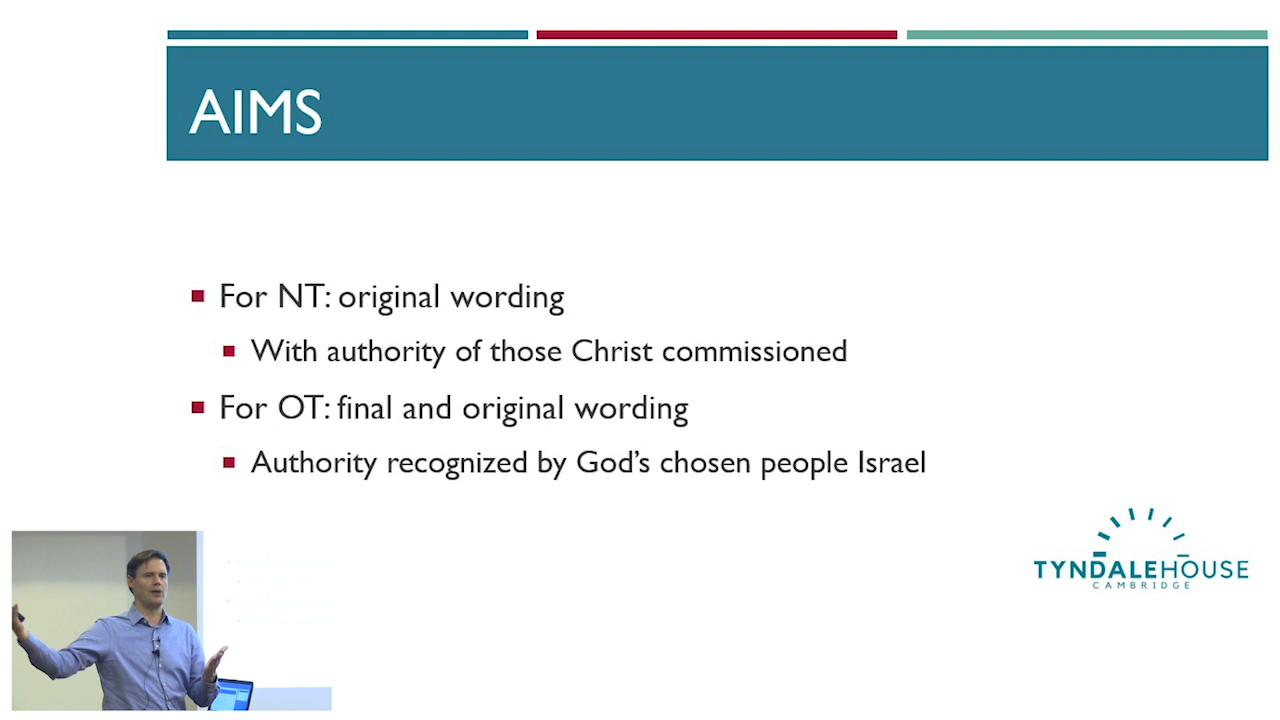 AIMS
For NT: original wording
With authority of those Christ commissioned
For OT: final and original wording
Authority recognized by God's chosen people Israel
TYNDALEHOUSE
CAMBRIDGE